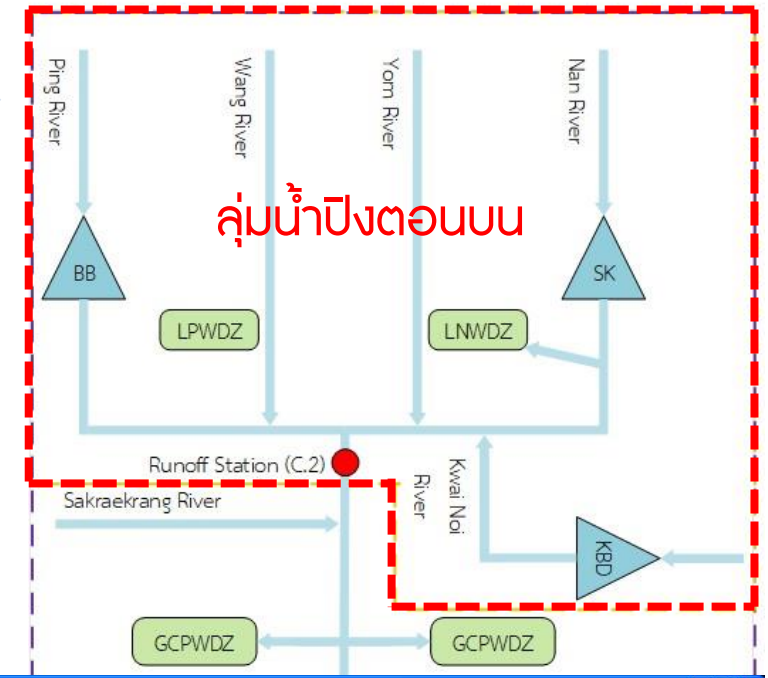 Ping River
Wang River
Yom River
Nan River
ลุ่มน้ำปิงตอนบน
BB
SK
LPWDZ
LNWDZ
Runoff Station (C.2)
Kwai Noi
River
Sakraekrang River
KBD
GCPWDZ
GCPWDZ